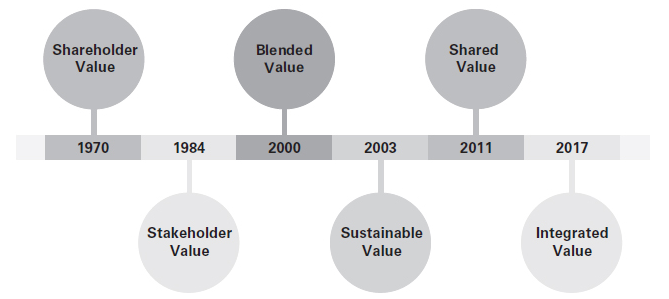 Shareholder
Value
Blended
Value
Shared
Value
1970 1984 2000 2003 2011 2017
Stakeholder
Value
Sustainable
Value
Integrated
Value